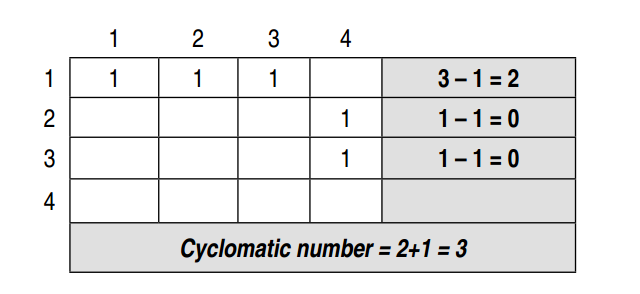 1 2 3 4
1 1 1 1 3 – 1 = 2
2 1 1 – 1 = 0
3 1 1 – 1 = 0
4
Cyclomatic number = 2+1 = 3